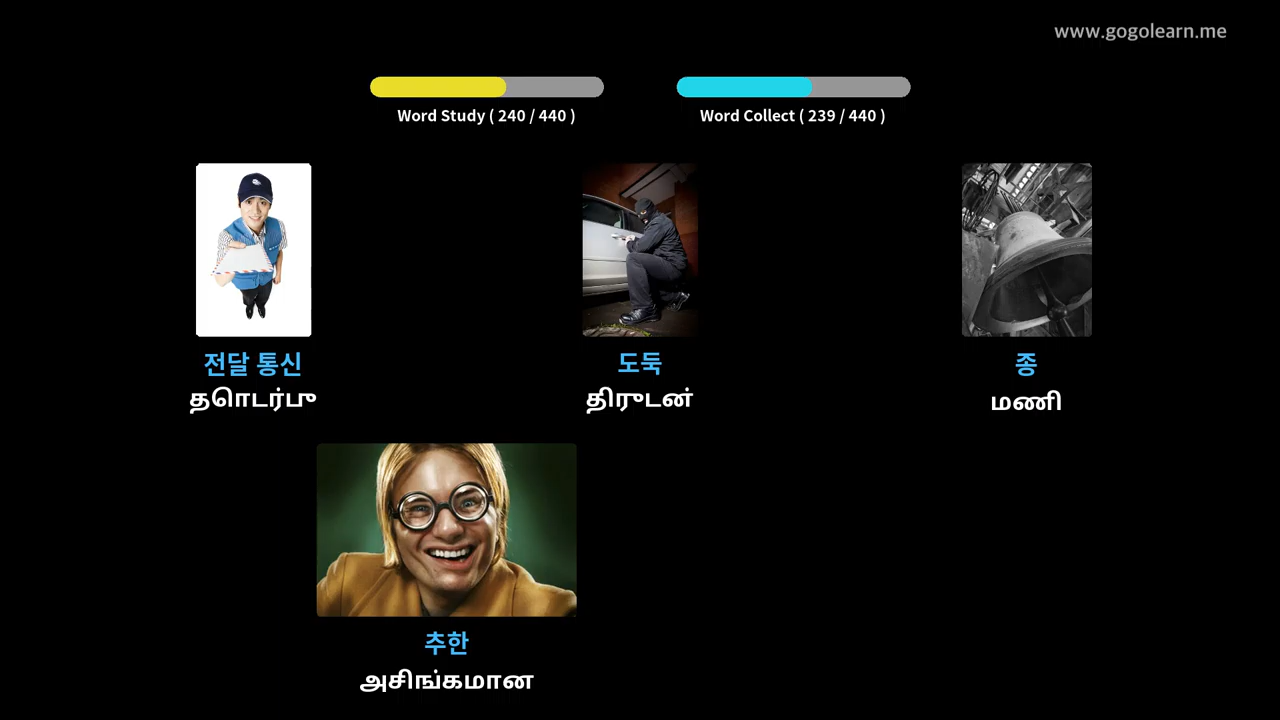 www.gogolearn.me
Word Study ( 240 / 440 )
Word Collect ( 239 / 440 )
전달 통신
தொடர்பு
도둑
திருடன்
종
மணி
추한
அசிங்கமான